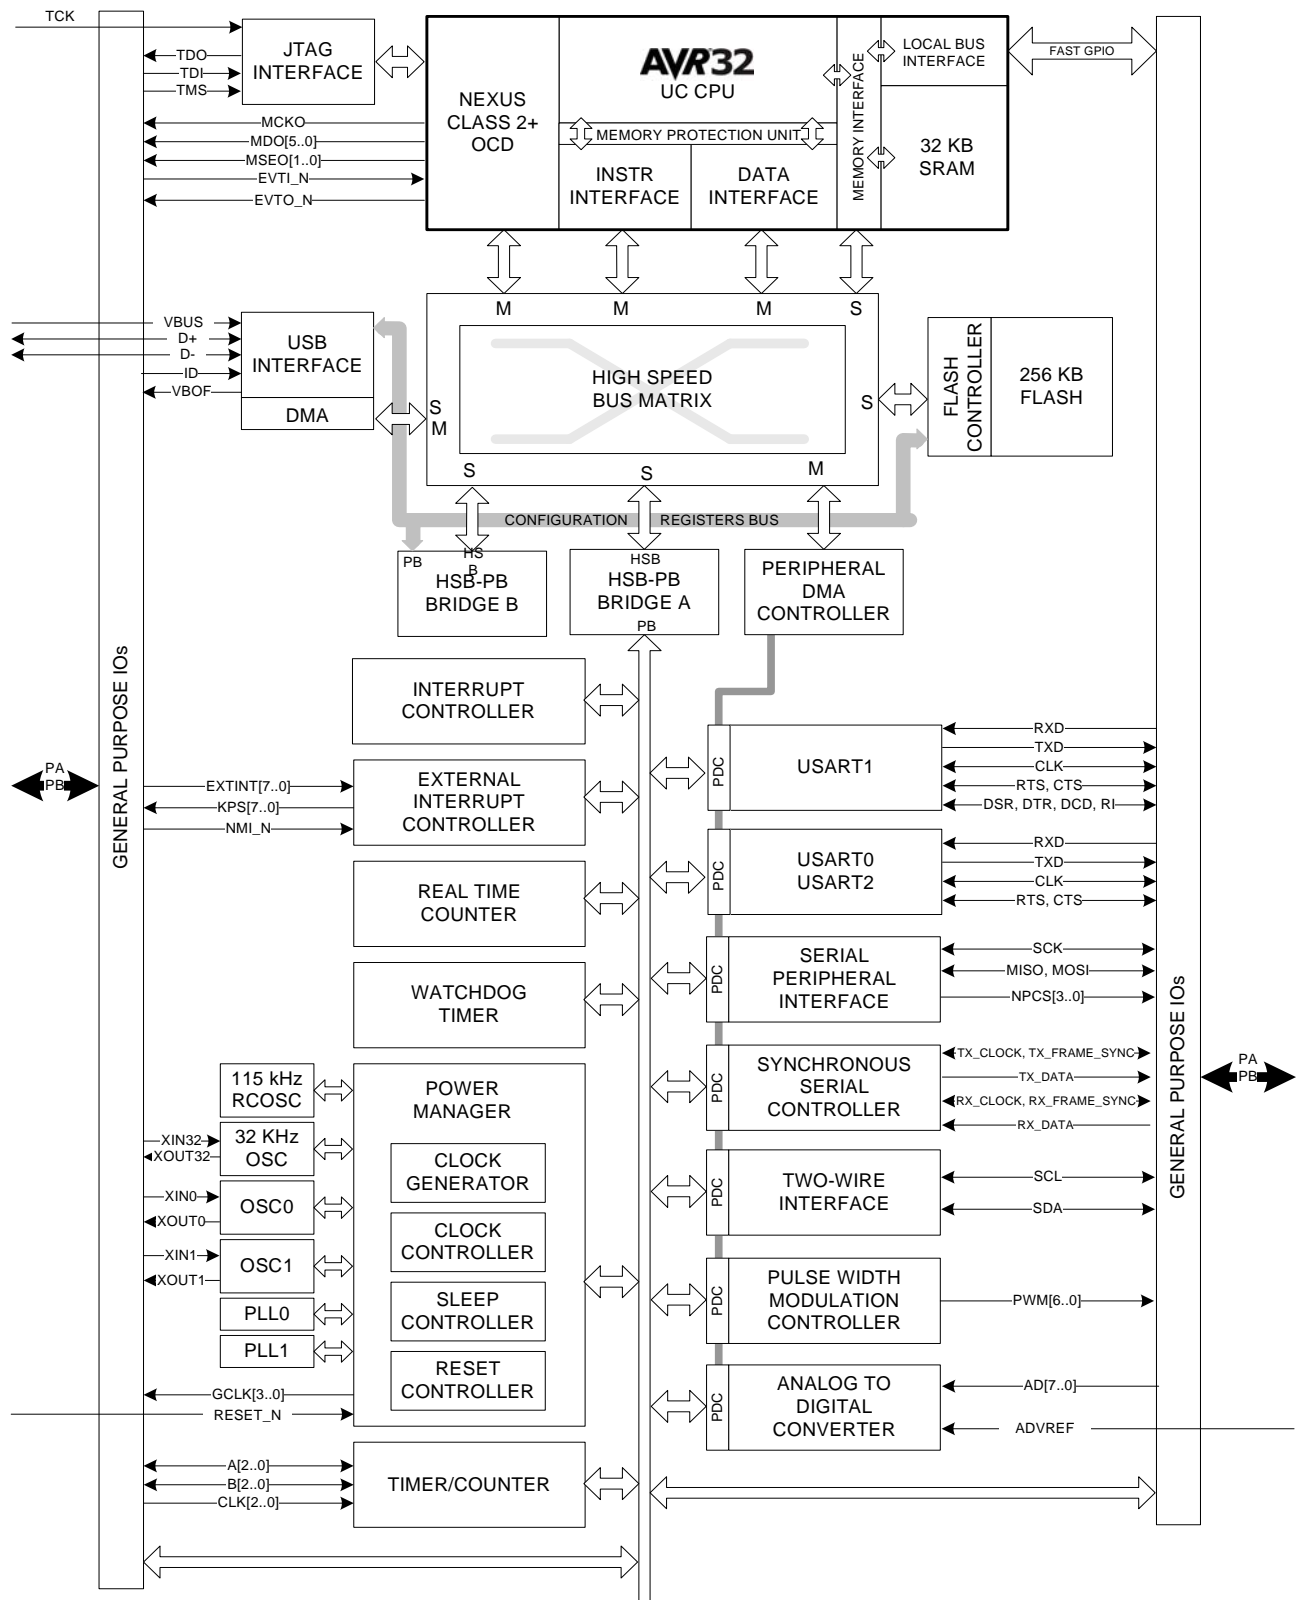 TCK
TDO
TDI
TMS
JTAG
INTERFACE
MCKO
MDO[5..0]
MSEO[1..0]
EVTI_N
EVTO_N
NEXUS
CLASS 2+
OCD
AVR32
UC CPU
MEMORY PROTECTION UNIT
INSTR
INTERFACE
DATA
INTERFACE
MEMORY INTERFACE
LOCAL BUS
INTERFACE
32 KB
SRAM
FAST GPIO
M
M
M
S
VBUS
D+
D-
ID
VBOF
USB
INTERFACE
DMA
S
M
HIGH SPEED
BUS MATRIX
S
FLASH
CONTROLLER
256 KB
FLASH
S
S
M
CONFIGURATION
REGISTERS BUS
PB
HS
B
HSB-PB
BRIDGE B
HSB
HSB-PB
BRIDGE A
PB
PERIPHERAL
DMA
CONTROLLER
GENERAL PURPOSE IOs
PA
PB
INTERRUPT
CONTROLLER
EXTINT[7..0]
KPS[7..0]
NMI_N
EXTERNAL
INTERRUPT
CONTROLLER
REAL TIME
COUNTER
WATCHDOG
TIMER
115 kHz
RCOSC
XIN32
XOUT32
32 KHz
OSC
XIN0
XOUT0
OSC0
XIN1
XOUT1
OSC1
PLL0
PLL1
GCLK[3..0]
RESET_N
POWER
MANAGER
CLOCK
GENERATOR
CLOCK
CONTROLLER
SLEEP
CONTROLLER
RESET
CONTROLLER
A[2..0]
B[2..0]
CLK[2..0]
TIMER/COUNTER
PDC
USART1
RXD
TXD
CLK
RTS, CTS
DSR, DTR, DCD, RI
PDC
USART0
USART2
RXD
TXD
CLK
RTS, CTS
PDC
SERIAL
PERIPHERAL
INTERFACE
SCK
MISO, MOSI
NPCS[3..0]
PDC
SYNCHRONOUS
SERIAL
CONTROLLER
TX_CLOCK, TX_FRAME_SYNC
TX_DATA
RX_CLOCK, RX_FRAME_SYNC
RX_DATA
PDC
TWO-WIRE
INTERFACE
SCL
SDA
PDC
PULSE WIDTH
MODULATION
CONTROLLER
PWM[6..0]
PDC
ANALOG TO
DIGITAL
CONVERTER
AD[7..0]
ADVREF
GENERAL PURPOSE IOs
PA
PB